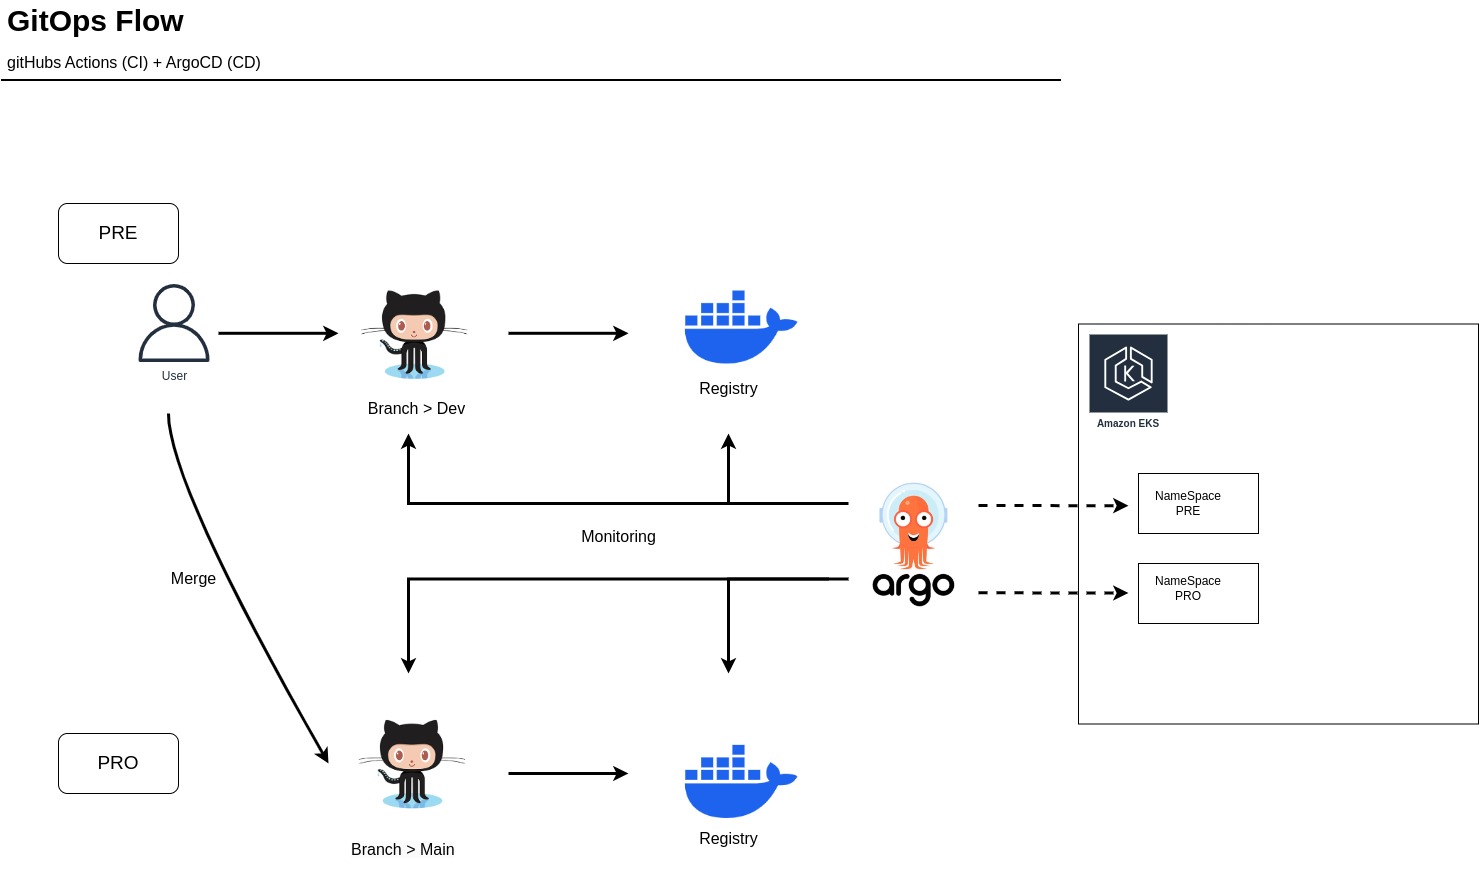 GitOps Flow
gitHubs Actions (CI) + ArgoCD (CD)
PRE
User
Branch > Dev
Registry
Amazon EKS
NameSpace
PRE
Monitoring
argo
NameSpace
PRO
Merge
PRO
Branch > Main
Registry